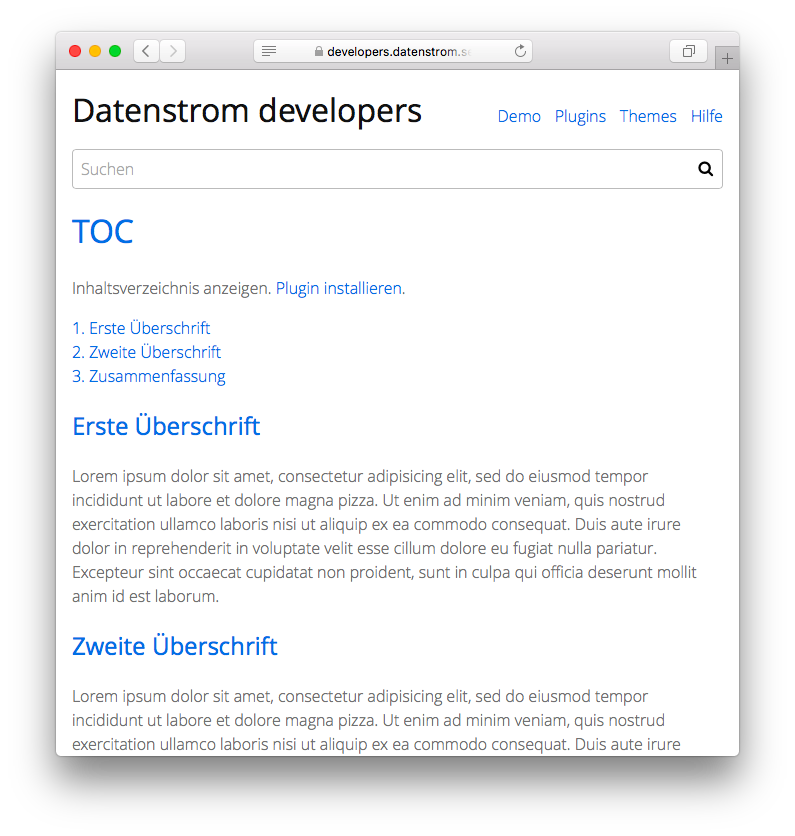 developers.datenstrom.s
Datenstrom developers
Demo Plugins Themes Hilfe
Suchen
TOC
Inhaltsverzeichnis anzeigen. Plugin installieren.
1. Erste Überschrift
2. Zweite Überschrift
3. Zusammenfassung
Erste Überschrift
Lorem ipsum dolor sit amet, consectetur adipisicing elit, sed do eiusmod tempor
incididunt ut labore et dolore magna pizza. Ut enim ad minim veniam, quis nostrud
exercitation ullamco laboris nisi ut aliquip ex ea commodo consequat. Duis aute irure
dolor in reprehenderit in voluptate velit esse cillum dolore eu fugiat nulla pariatur.
Excepteur sint occaecat cupidatat non proident, sunt in culpa qui officia deserunt mollit
anim id est laborum.
Zweite Überschrift
Lorem ipsum dolor sit amet, consectetur adipisicing elit, sed do eiusmod tempor
incididunt ut labore et dolore magna pizza. Ut enim ad minim veniam, quis nostrud
exercitation ullamco laboris nisi ut aliquip ex ea commodo consequat. Duis aute irure